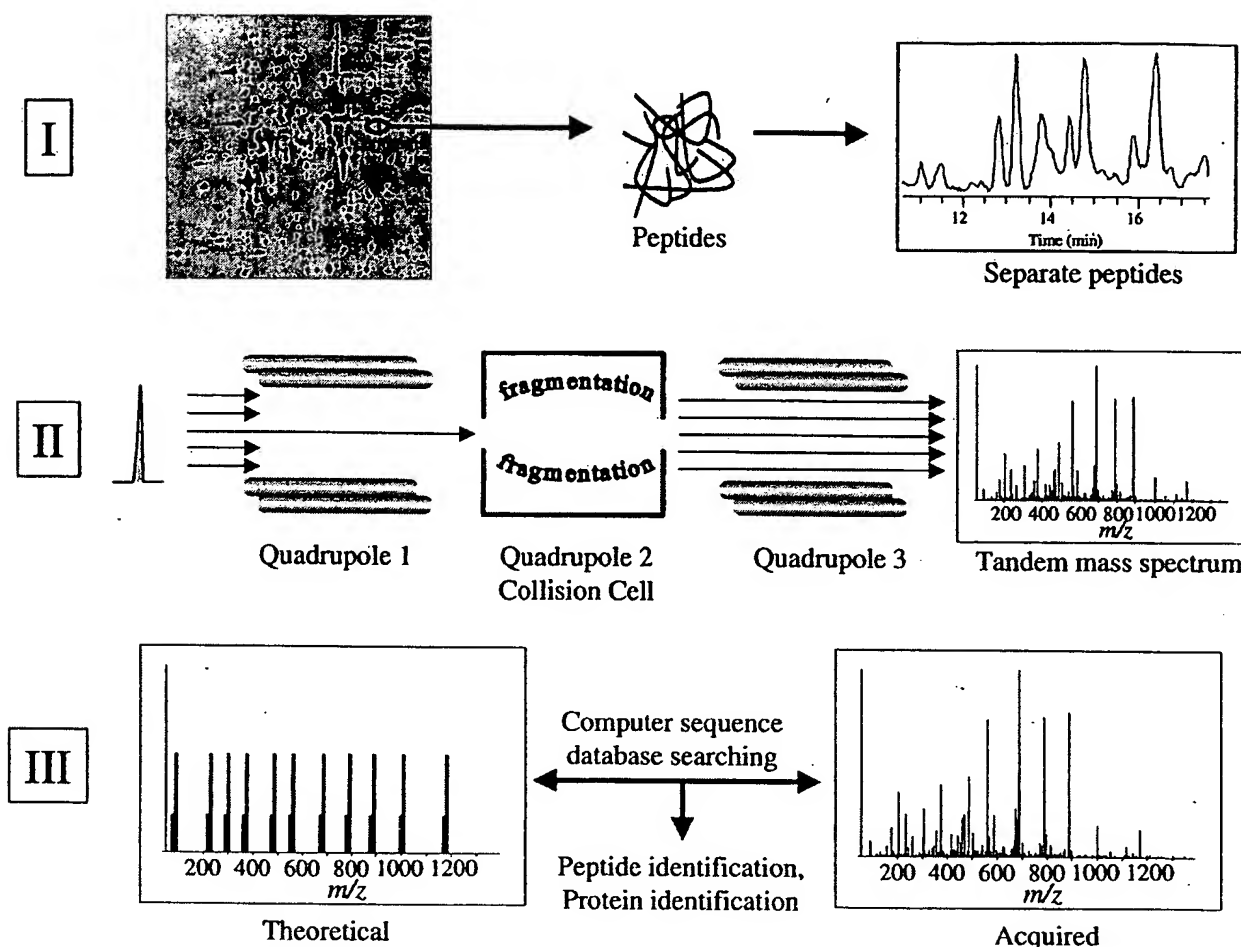 I
Peptides
12 14 16
Time (min)
Separate peptides
II
fragmentation
fragmentation
Quadrupole 1
Quadrupole 2
Collision Cell
Quadrupole 3
200 400 600 800 1000 1200
m/z
Tandem mass spectrum
III
Computer sequence
database searching
Peptide identification,
Protein identification
200 400 600 800 1000 1200
m/z
Theoretical
200 400 600 800 1000 1200
m/z
Acquired